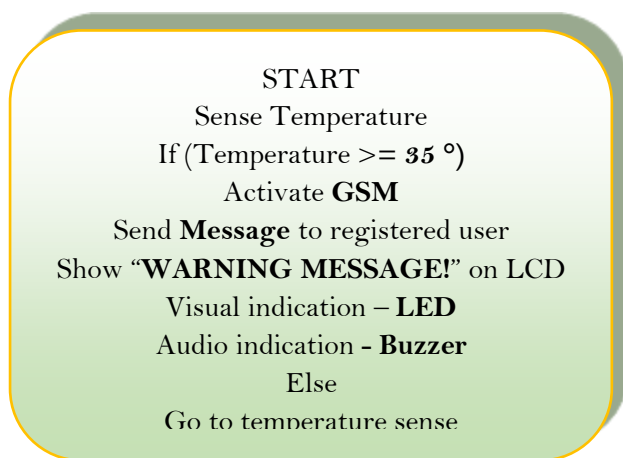 START
Sense Temperature
If (Temperature >= 35 °)
Activate GSM
Send Message to registered user
Show “WARNING MESSAGE!” on LCD
Visual indication – LED
Audio indication - Buzzer
Else
Go to temperature sense